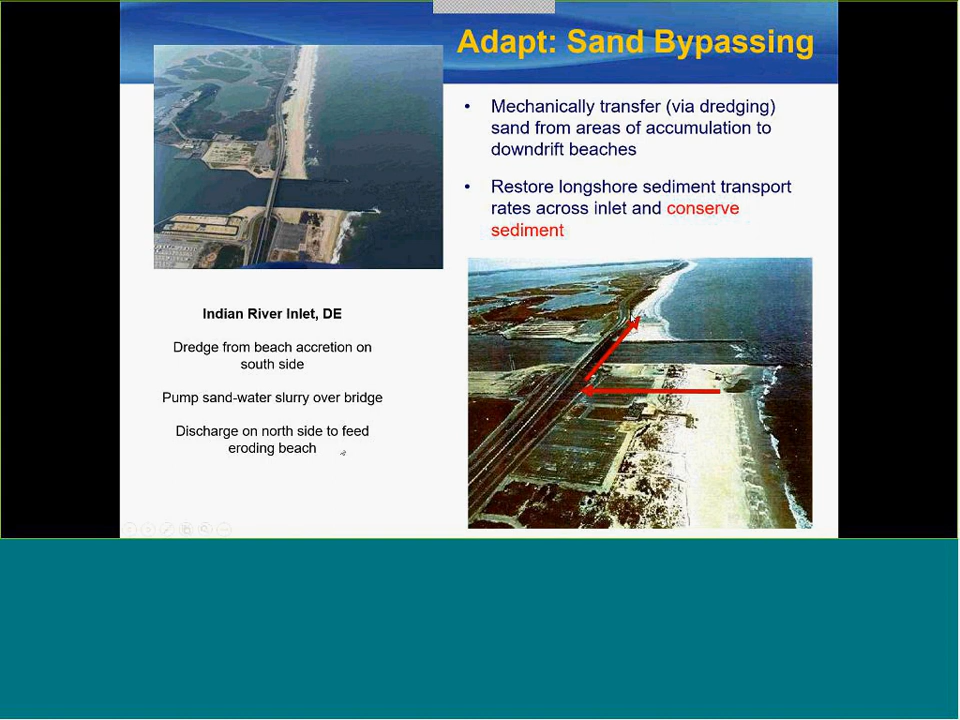 Adapt: Sand Bypassing
• Mechanically transfer (via dredging)
sand from areas of accumulation to
downdrift beaches
• Restore longshore sediment transport
rates across inlet and conserve
sediment
Indian River Inlet, DE
Dredge from beach accretion on
south side
Pump sand-water slurry over bridge
Discharge on north side to feed
eroding beach